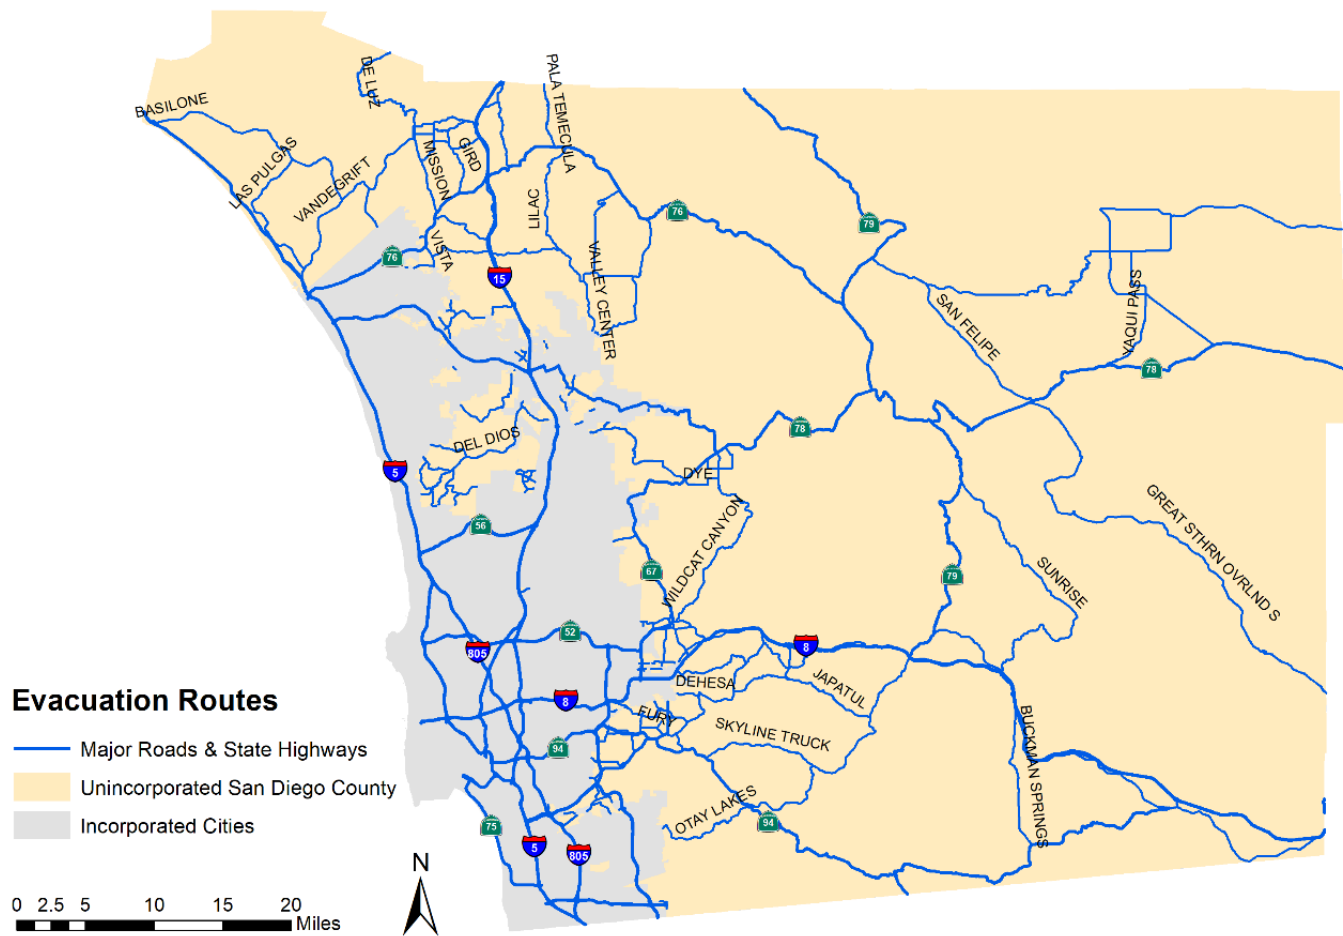 DE LUZ
PALA TEMECULA
BASILONE
LAS PULGAS
VANDEGRIFT
MISSION
GIRD
LILAC
76
79
VISTA
76
15
VALLEY CENTER
SAN FELIPE
YAQUI PASS
78
78
DEL DIOS
5
DYE
56
WILDCAT CANYON
GREAT STHRN OVRLND S
67
79
SUNRISE
52
805
8
DEHESA
JAPATUL
8
FURY
SKYLINE TRUCK
BUCKMAN SPRINGS
94
OTAY LAKES
94
75
5
805
Evacuation Routes
Major Roads & State Highways
Unincorporated San Diego County
Incorporated Cities
N
0 2.5 5 10 15 20
Miles